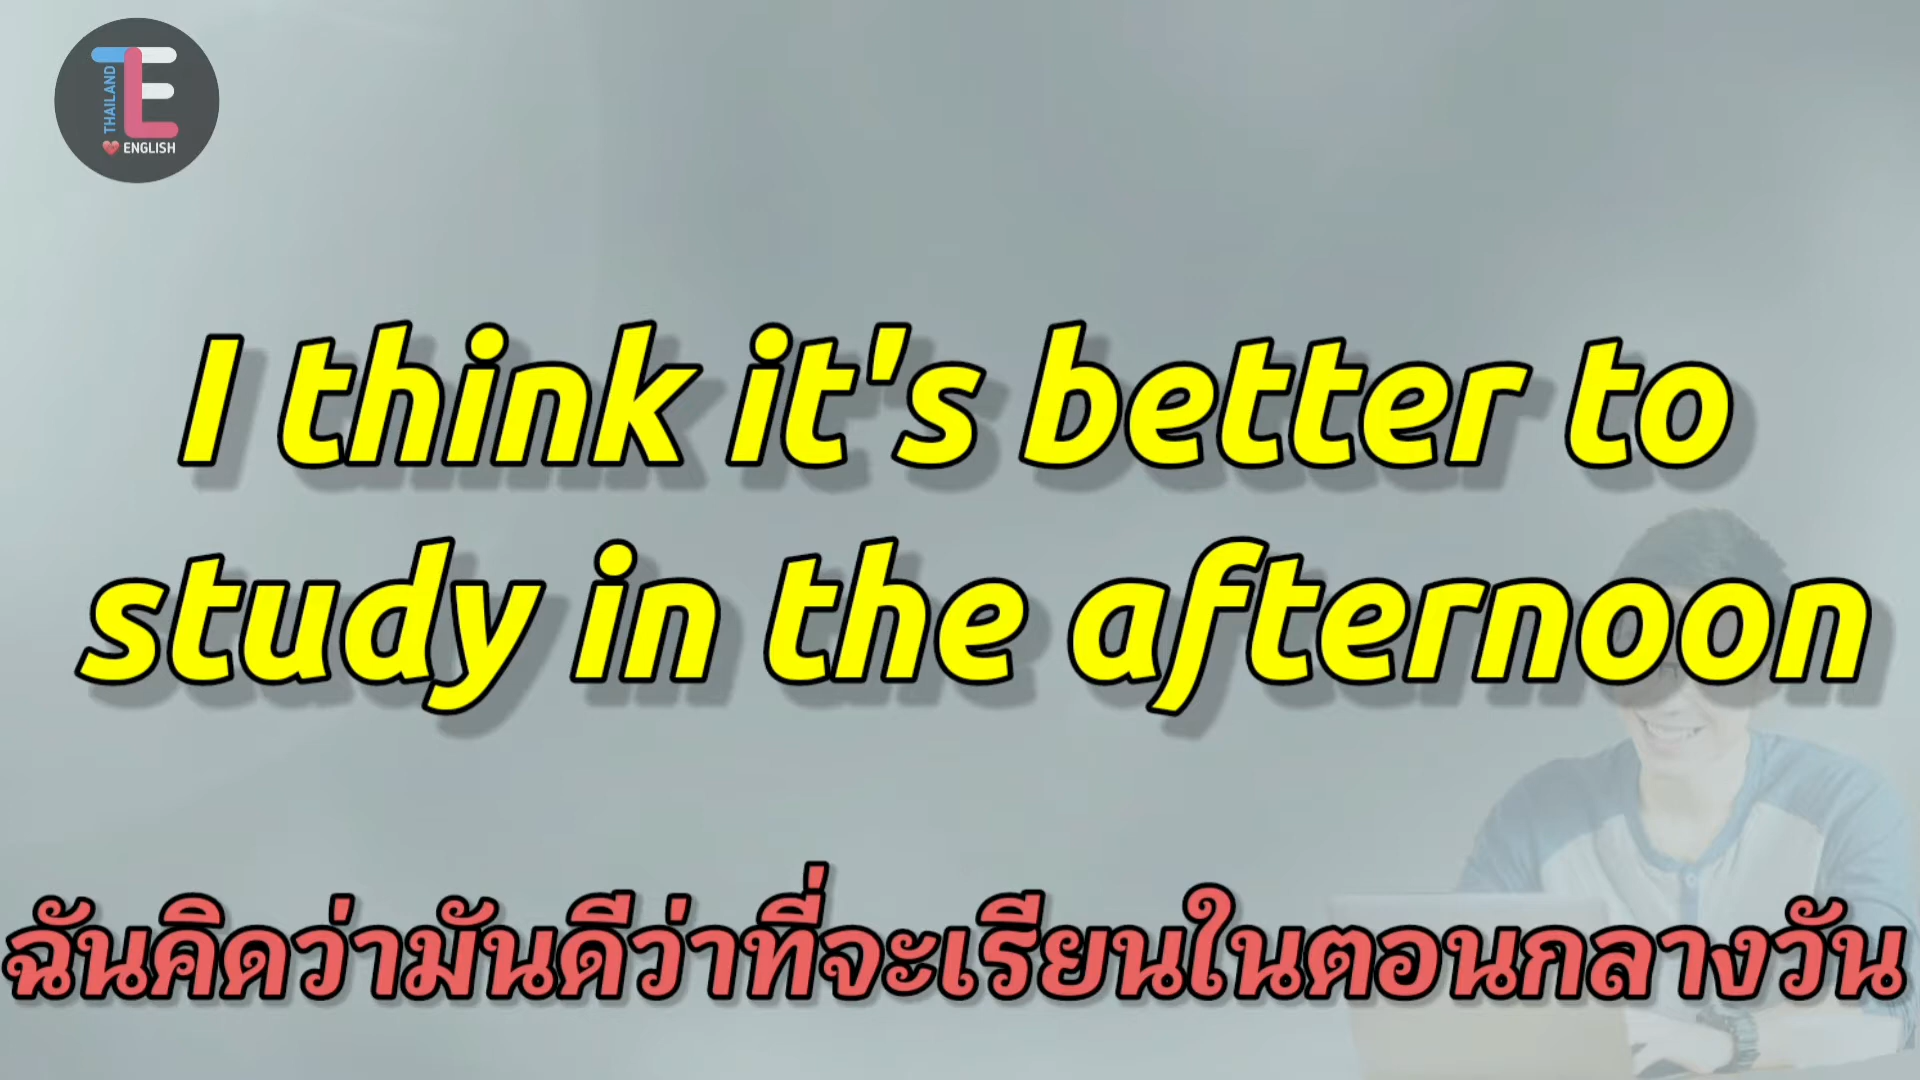 THAILAND
ENGLISH
I think it's better to
study in the afternoon
ฉันคิดว่ามันดีว่าที่จะเรียนในตอนกลางวัน